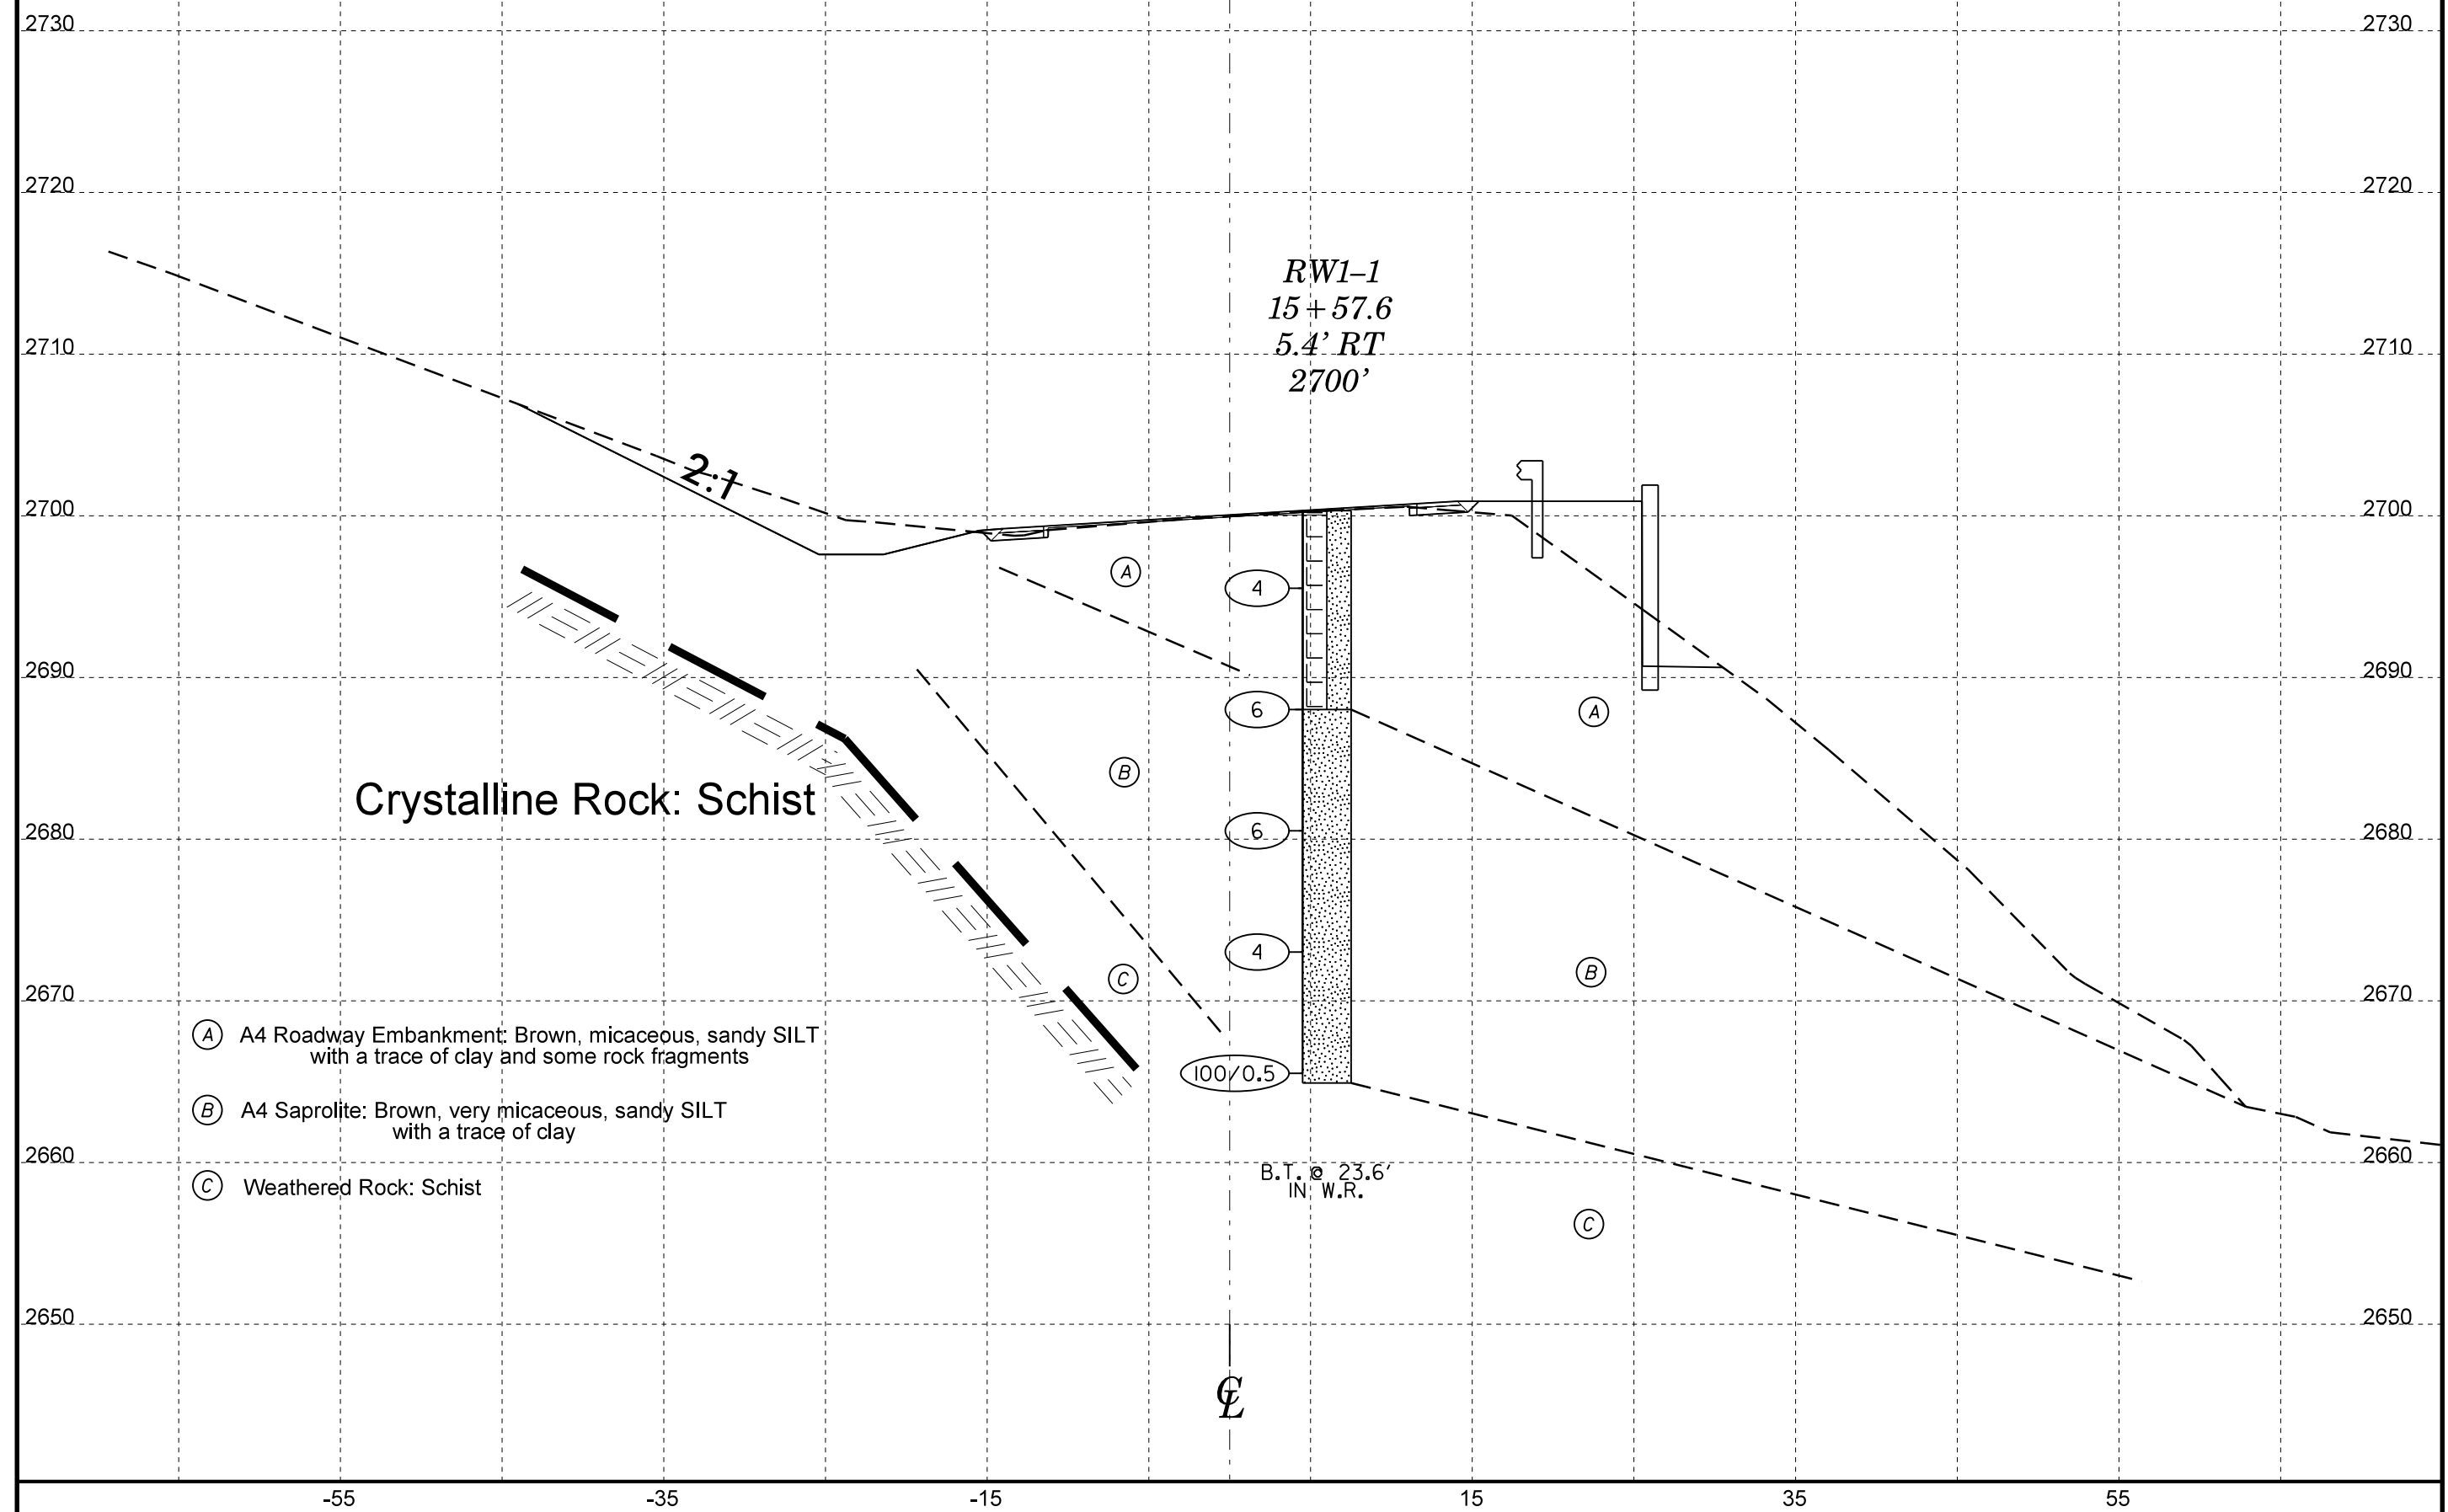 2730 2730
2720 2720
RW1–1
15+57.6
5.4' RT
2710 2710
2700'
2:1
2700 2700
A
4
2690 2690
6
A
B
Crystalline Rock: Schist
6
2680 2680
4
C
B
2670 2670
A A4 Roadway Embankment: Brown, micaceous, sandy SILT
with a trace of clay and some rock fragments
100/0.5
B A4 Saprolite: Brown, very micaceous, sandy SILT
with a trace of clay
2660 2660
B.T. @ 23.6'
IN W.R.
C Weathered Rock: Schist
C
2650 2650
℄
-55 -35 -15 15 35 55